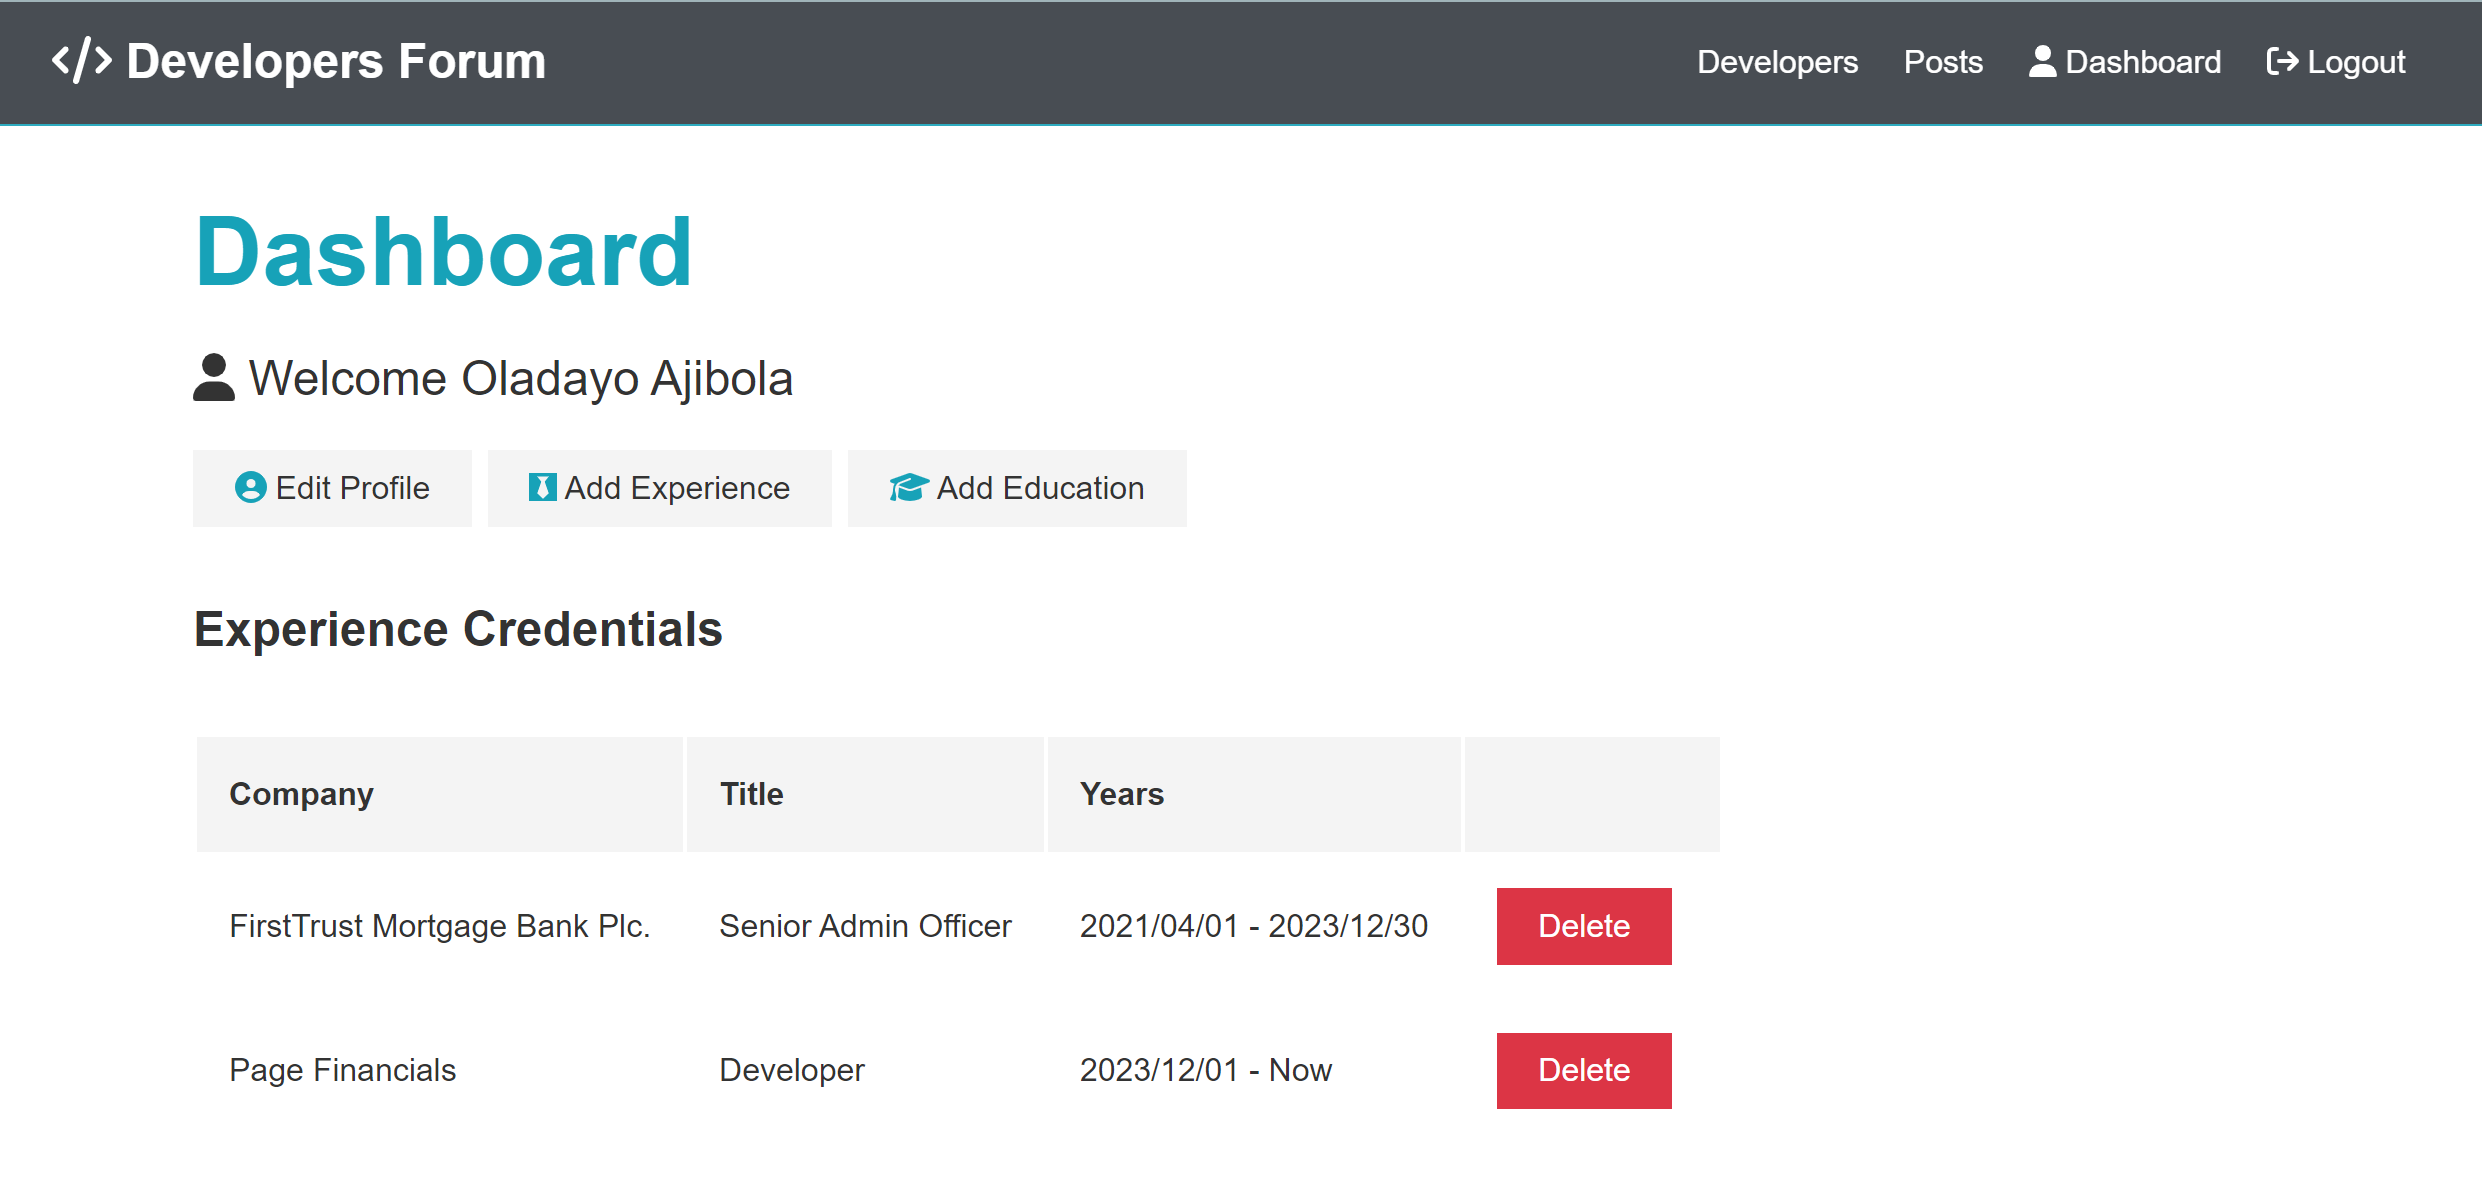 </> Developers Forum Developers Posts Dashboard Logout
Dashboard
Welcome Oladayo Ajibola
Edit Profile Add Experience Add Education
Experience Credentials
Company Title Years
FirstTrust Mortgage Bank Plc. Senior Admin Officer 2021/04/01 - 2023/12/30 Delete
Page Financials Developer 2023/12/01 - Now Delete